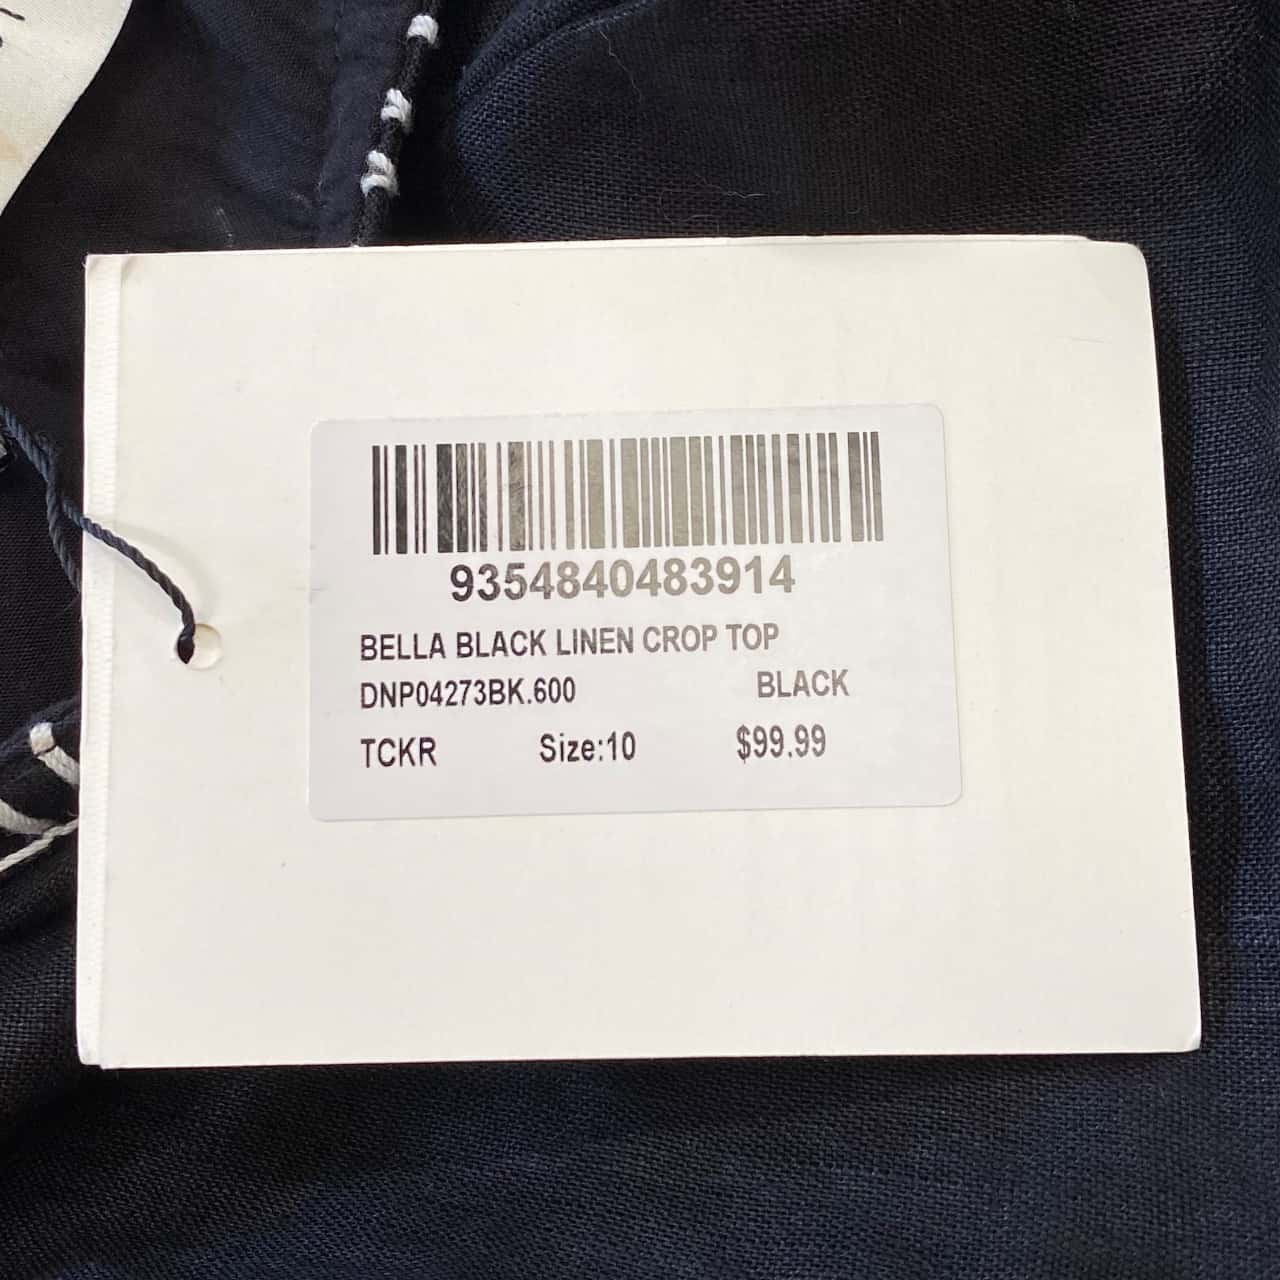 9354840483914
BELLA BLACK LINEN CROP TOP
DNP04273BK.600 BLACK
TCKR Size:10 $99.99